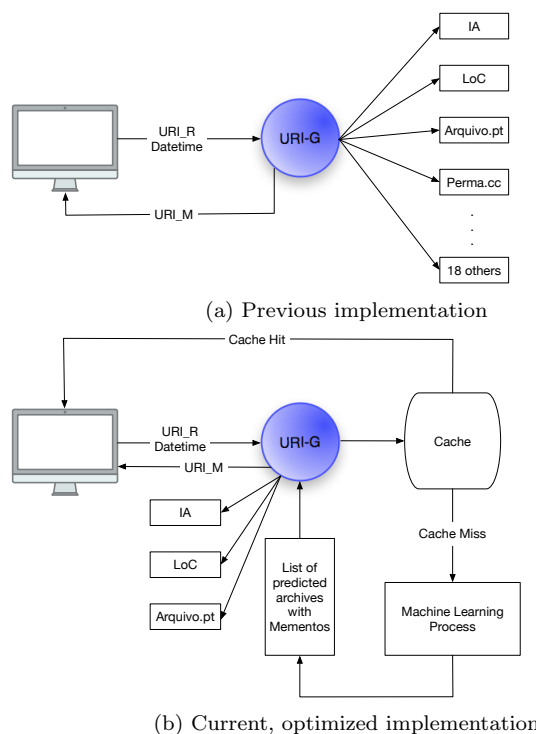 IA
LoC
URI_R
Datetime
URI-G
Arquivo.pt
Perma.cc
URI_M
.
.
.
18 others
(a) Previous implementation
Cache Hit
URI_R
Datetime
URI-G
Cache
URI_M
IA
LoC
Arquivo.pt
List of
predicted
archives
with
Mementos
Cache Miss
Machine Learning
Process
(b) Current, optimized implementation